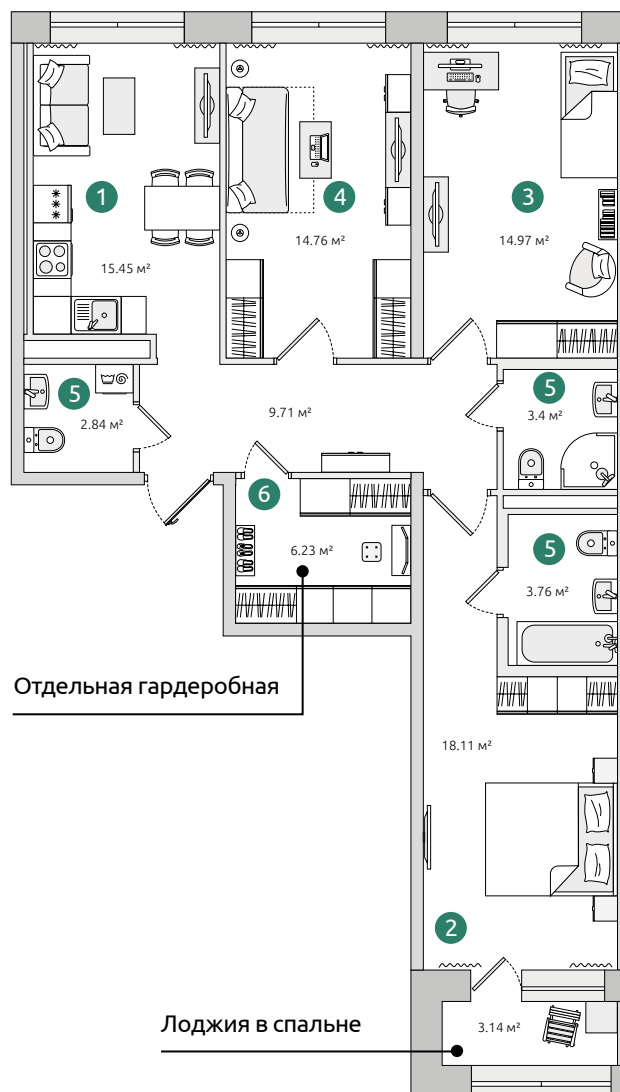 1
15.45 м²
4
14.76 м²
3
14.97 м²
5
2.84 м²
9.71 м²
5
3.4 м²
6
6.23 м²
5
3.76 м²
Отдельная гардеробная
18.11 м²
2
Лоджия в спальне
3.14 м²